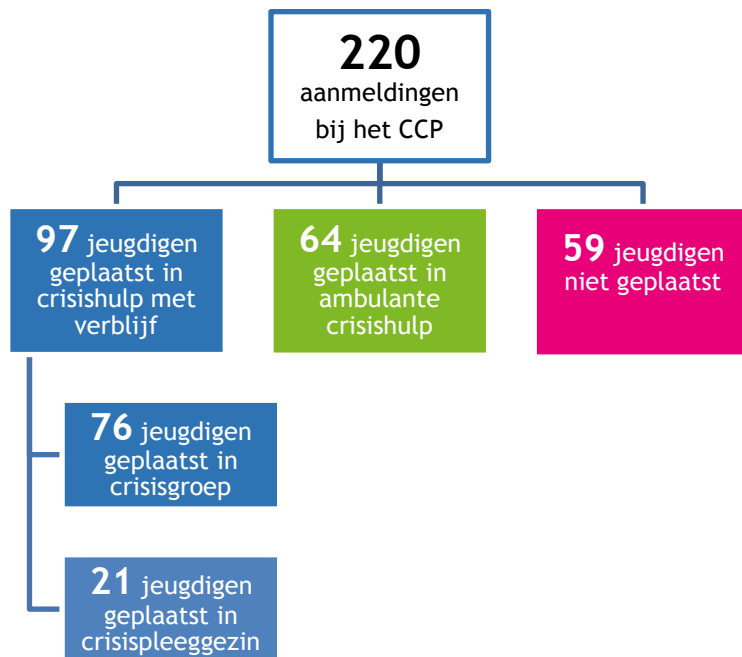 220
aanmeldingen
bij het CCP
97 jeugdigen
geplaatst in
crisishulp met
verblijf
64 jeugdigen
geplaatst in
ambulante
crisishulp
59 jeugdigen
niet geplaatst
76 jeugdigen
geplaatst in
crisisgroep
21 jeugdigen
geplaatst in
crisispleeggezin